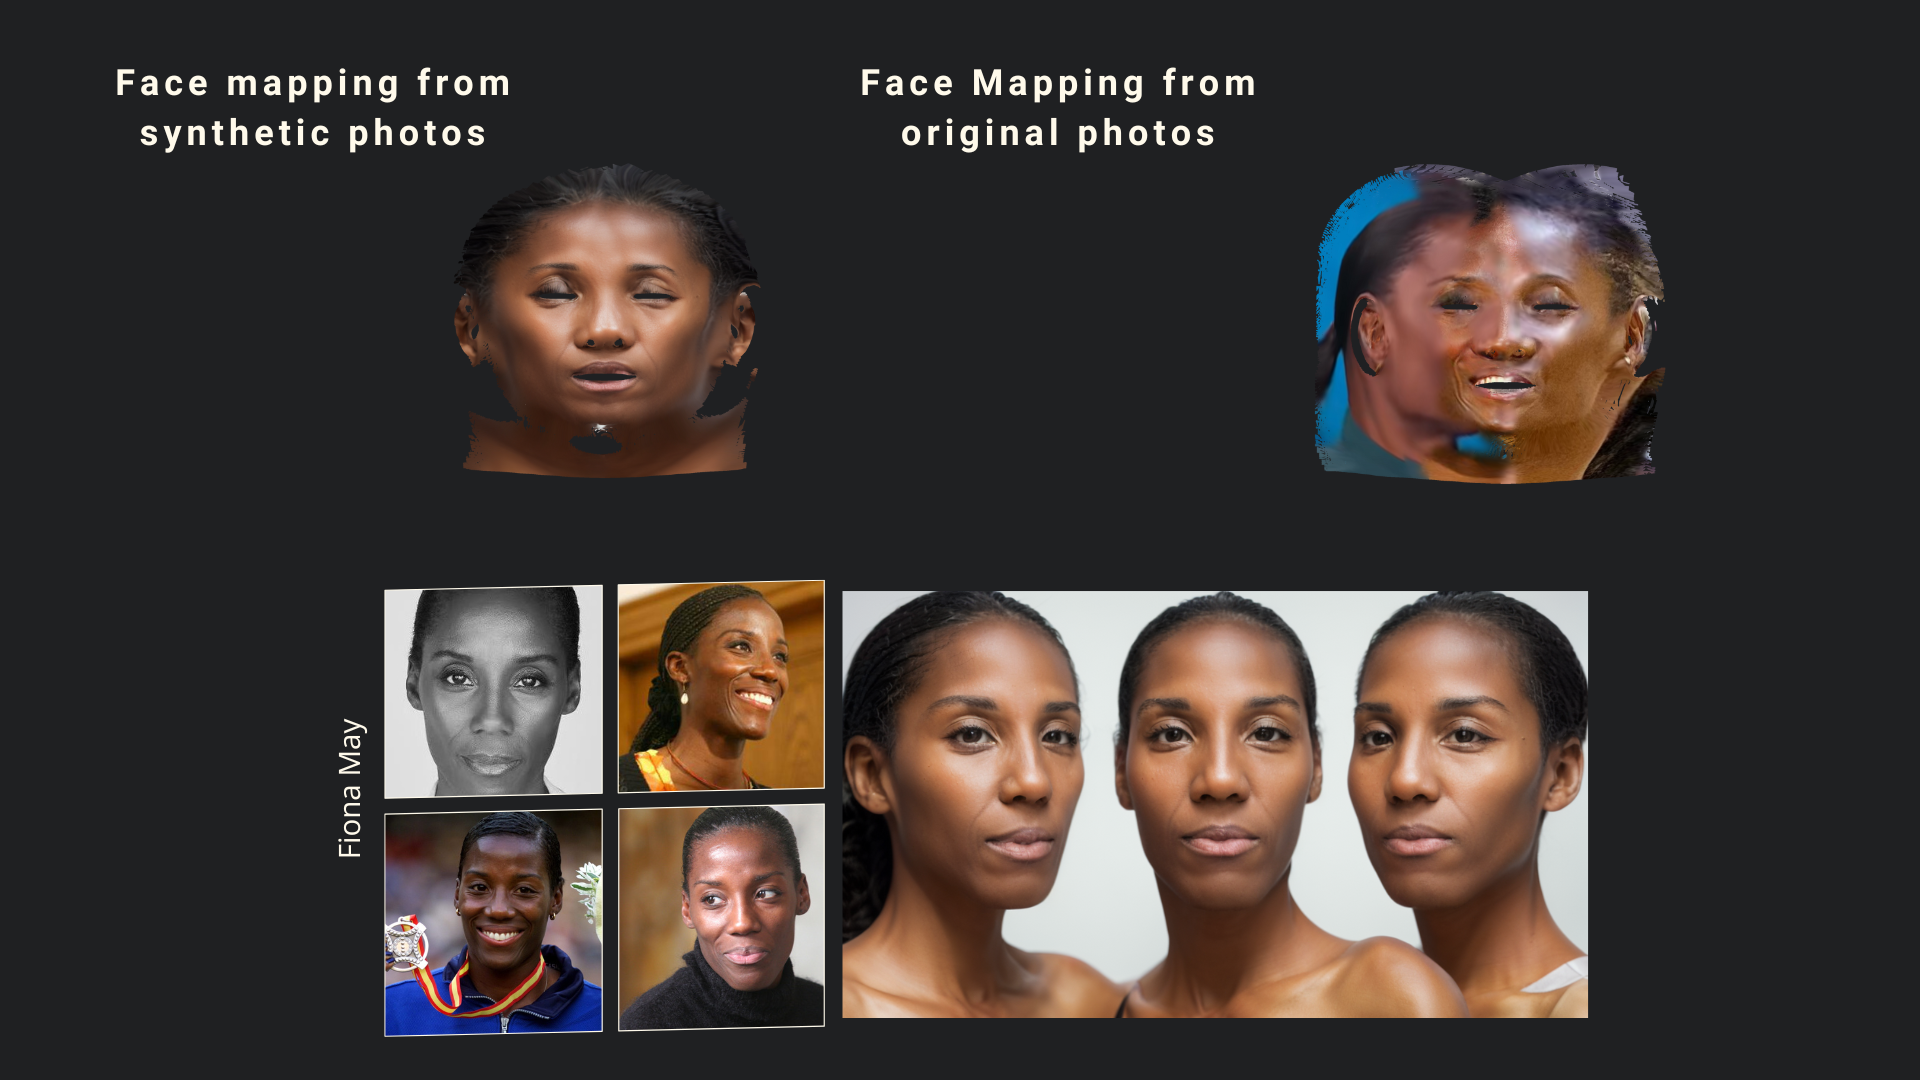 Face mapping from
synthetic photos
Face Mapping from
original photos
Fiona May